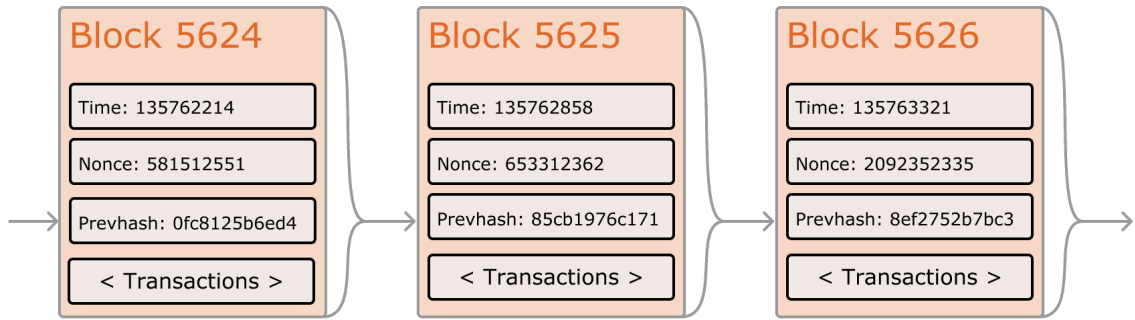 Block 5624
Time: 135762214
Nonce: 581512551
Prevhash: 0fc8125b6ed4
< Transactions >
Block 5625
Time: 135762858
Nonce: 653312362
Prevhash: 85cb1976c171
< Transactions >
Block 5626
Time: 135763321
Nonce: 2092352335
Prevhash: 8ef2752b7bc3
< Transactions >